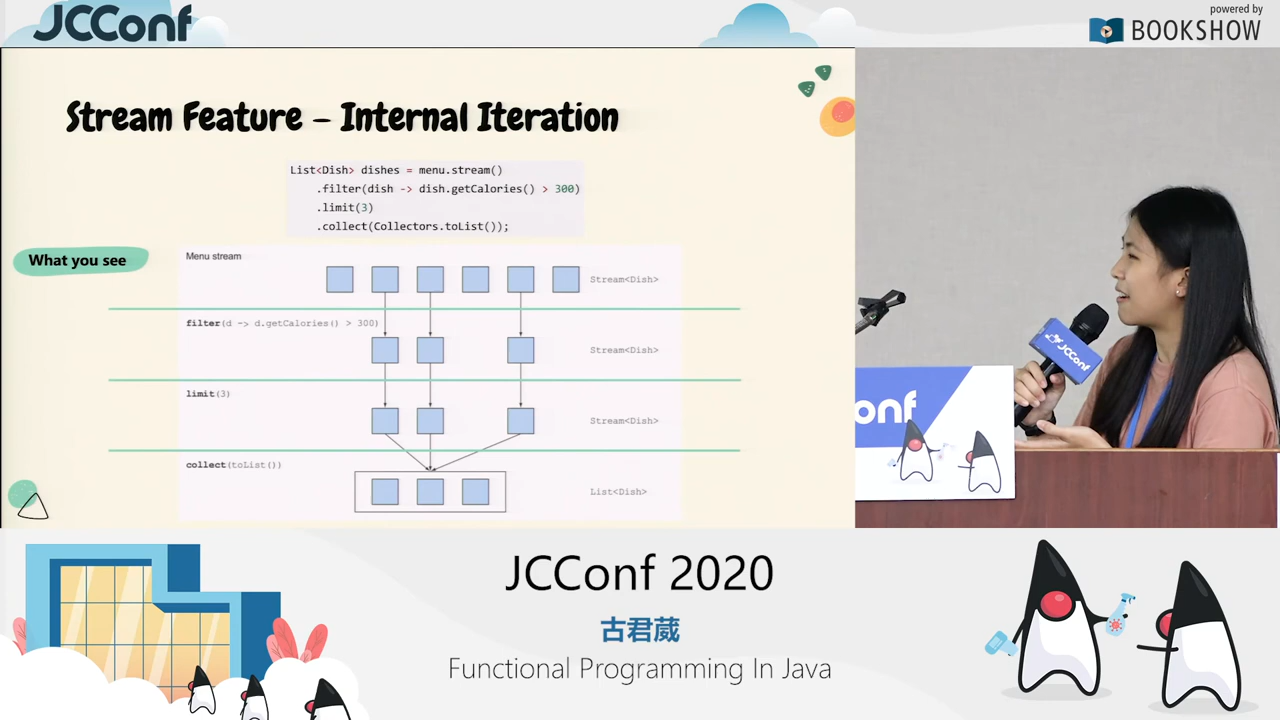 JCConf
powered by
BOOKSHOW
Stream Feature – Internal Iteration
List<Dish> dishes = menu.stream()
.filter(dish -> dish.getCalories() > 300)
.limit(3)
.collect(Collectors.toList());
What you see
Menu stream
Stream<Dish>
filter(d -> d.getCalories() > 300)
Stream<Dish>
limit(3)
Stream<Dish>
collect(toList())
List<Dish>
JCConf
onf
JCConf 2020
古君葳
Functional Programming In Java